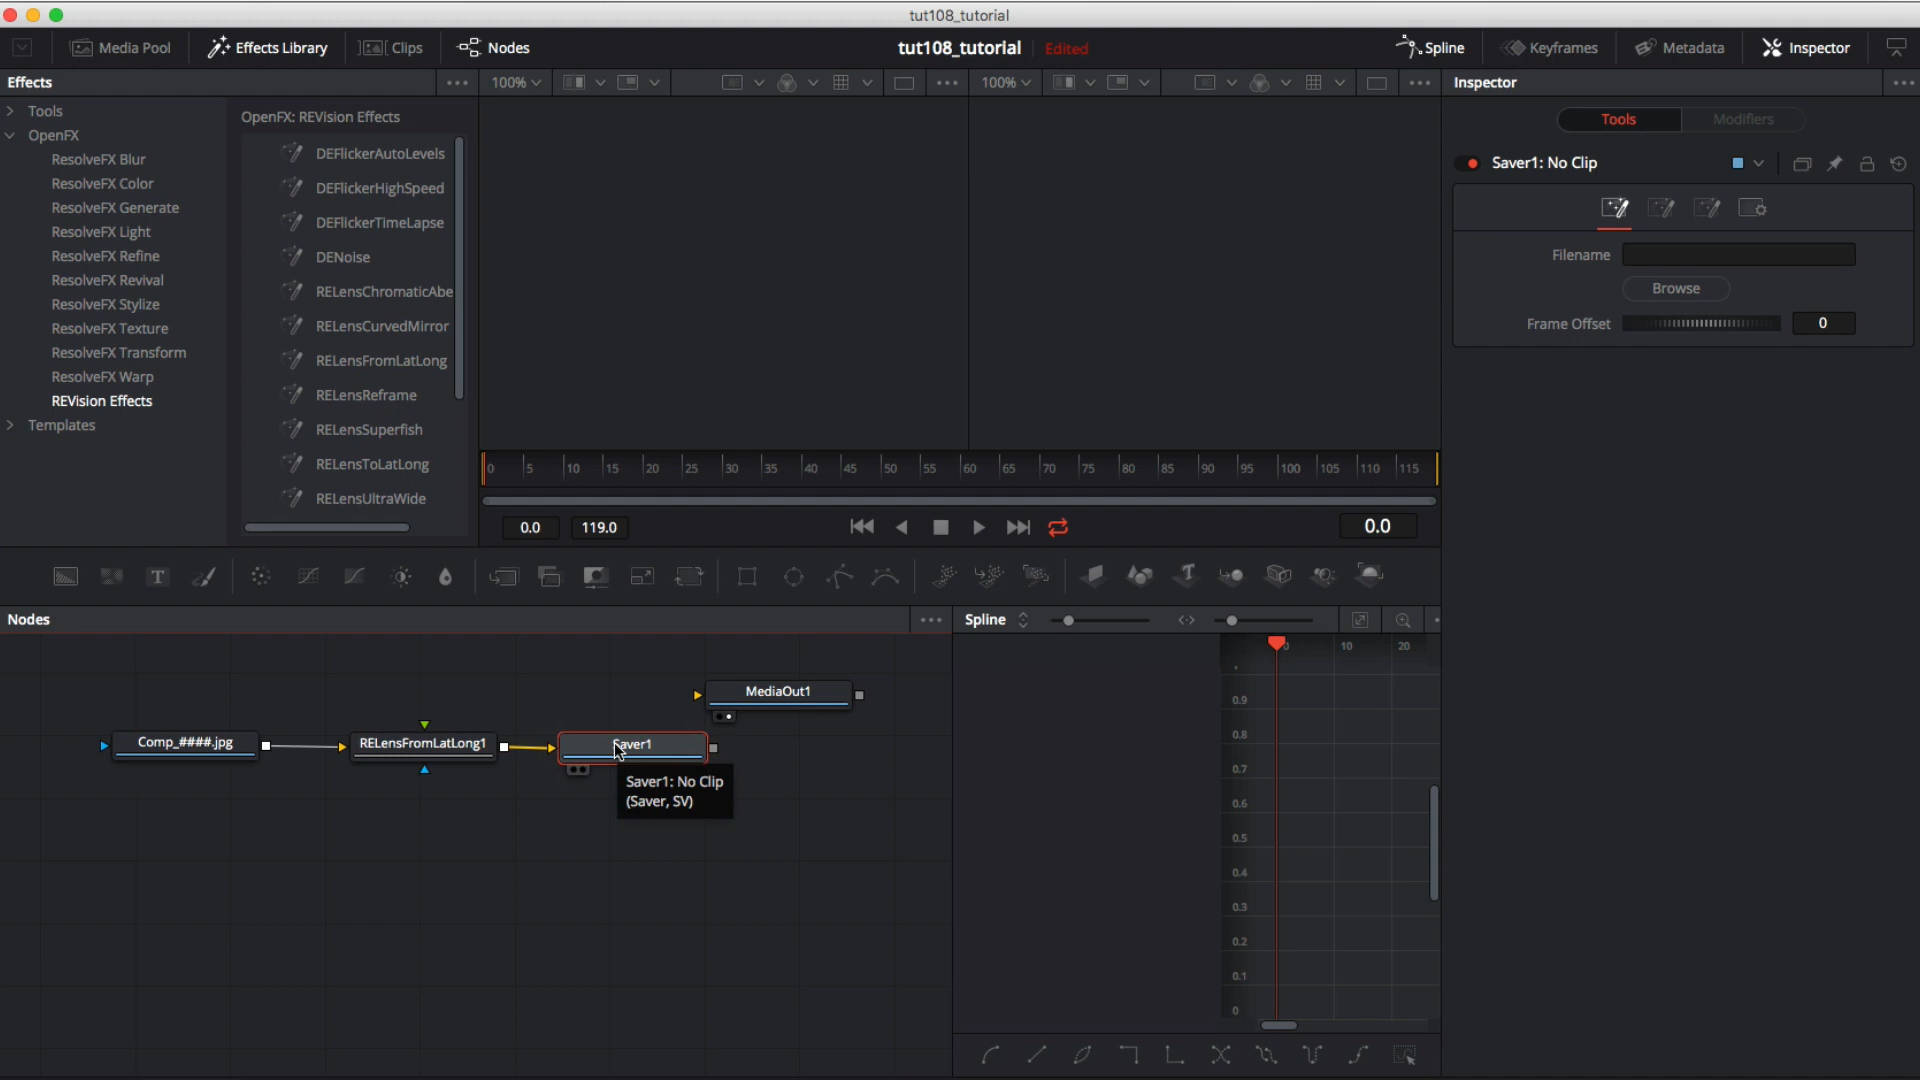 tut108_tutorial
Media Pool
Effects Library
Clips
Nodes
tut108_tutorial
Edited
Spline
Keyframes
Metadata
Inspector
Effects
100%
100%
Inspector
Tools
OpenFX
ResolveFX Blur
ResolveFX Color
ResolveFX Generate
ResolveFX Light
ResolveFX Refine
ResolveFX Revival
ResolveFX Stylize
ResolveFX Texture
ResolveFX Transform
ResolveFX Warp
REVision Effects
Templates
OpenFX: REVision Effects
DEFlickerAutoLevels
DEFlickerHighSpeed
DEFlickerTimeLapse
DENoise
RELensChromaticAbe
RELensCurvedMirror
RELensFromLatLong
RELensReframe
RELensSuperfish
RELensToLatLong
RELensUltraWide
Tools
Modifiers
Saver1: No Clip
Filename
Browse
Frame Offset
0
0 5 10 15 20 25 30 35 40 45 50 55 60 65 70 75 80 85 90 95 100 105 110 115
0.0
119.0
0.0
T
Nodes
MediaOut1
Comp_####.jpg
RELensFromLatLong1
Saver1: No Clip
(Saver, SV)
Spline
10 20
0.9
0.8
0.7
0.6
0.5
0.4
0.3
0.2
0.1
0